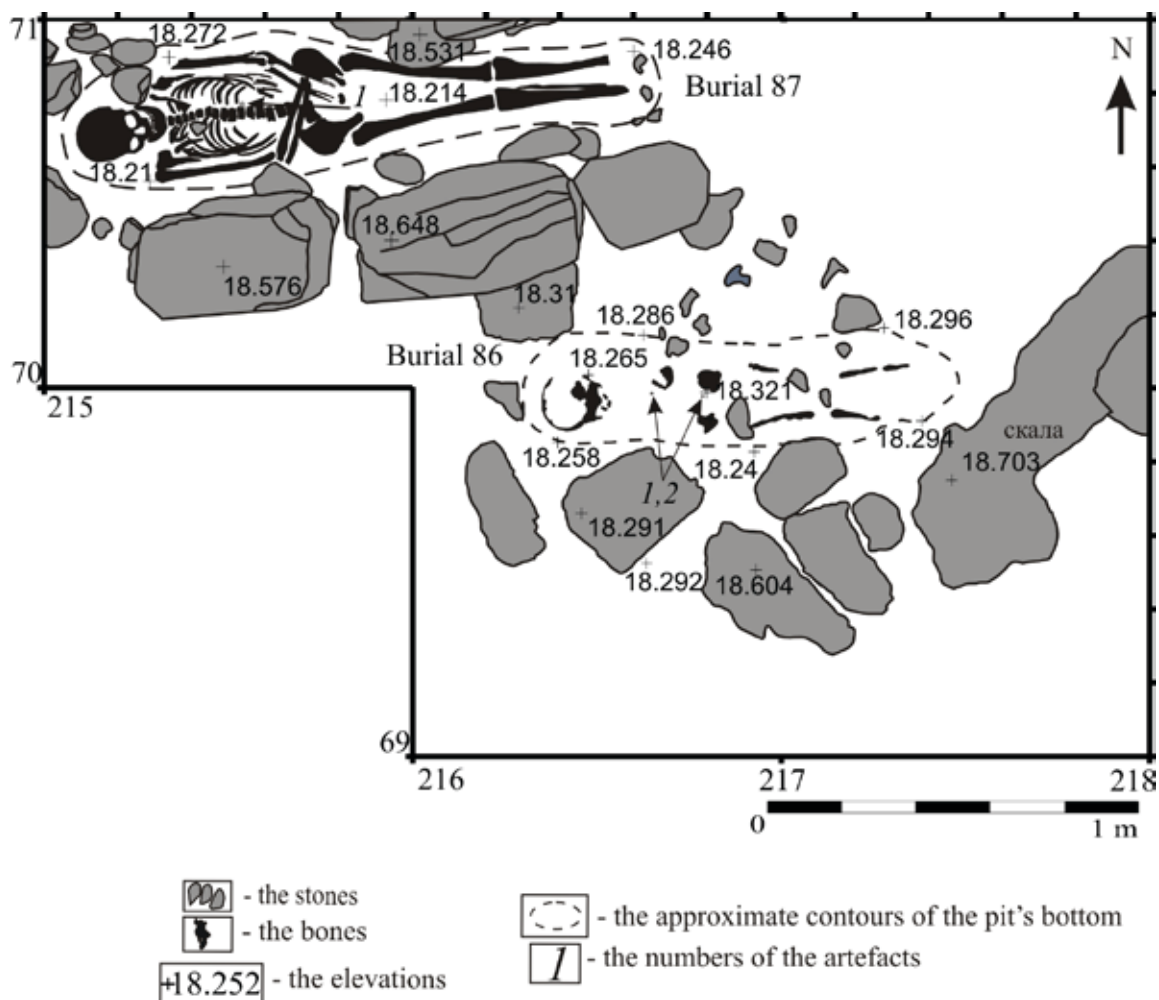 71
18.272
18.531
18.246
N
1
18.214
Burial 87
18.21
18.648
18.576
18.31
18.286
18.296
Burial 86
18.265
70
18.321
215
скала
18.294
18.258
18.24
18.703
1,2
18.291
18.292
18.604
69
216
217
218
0
1 m
- the stones
- the bones
+18.252 - the elevations
- the approximate contours of the pit's bottom
1 - the numbers of the artefacts